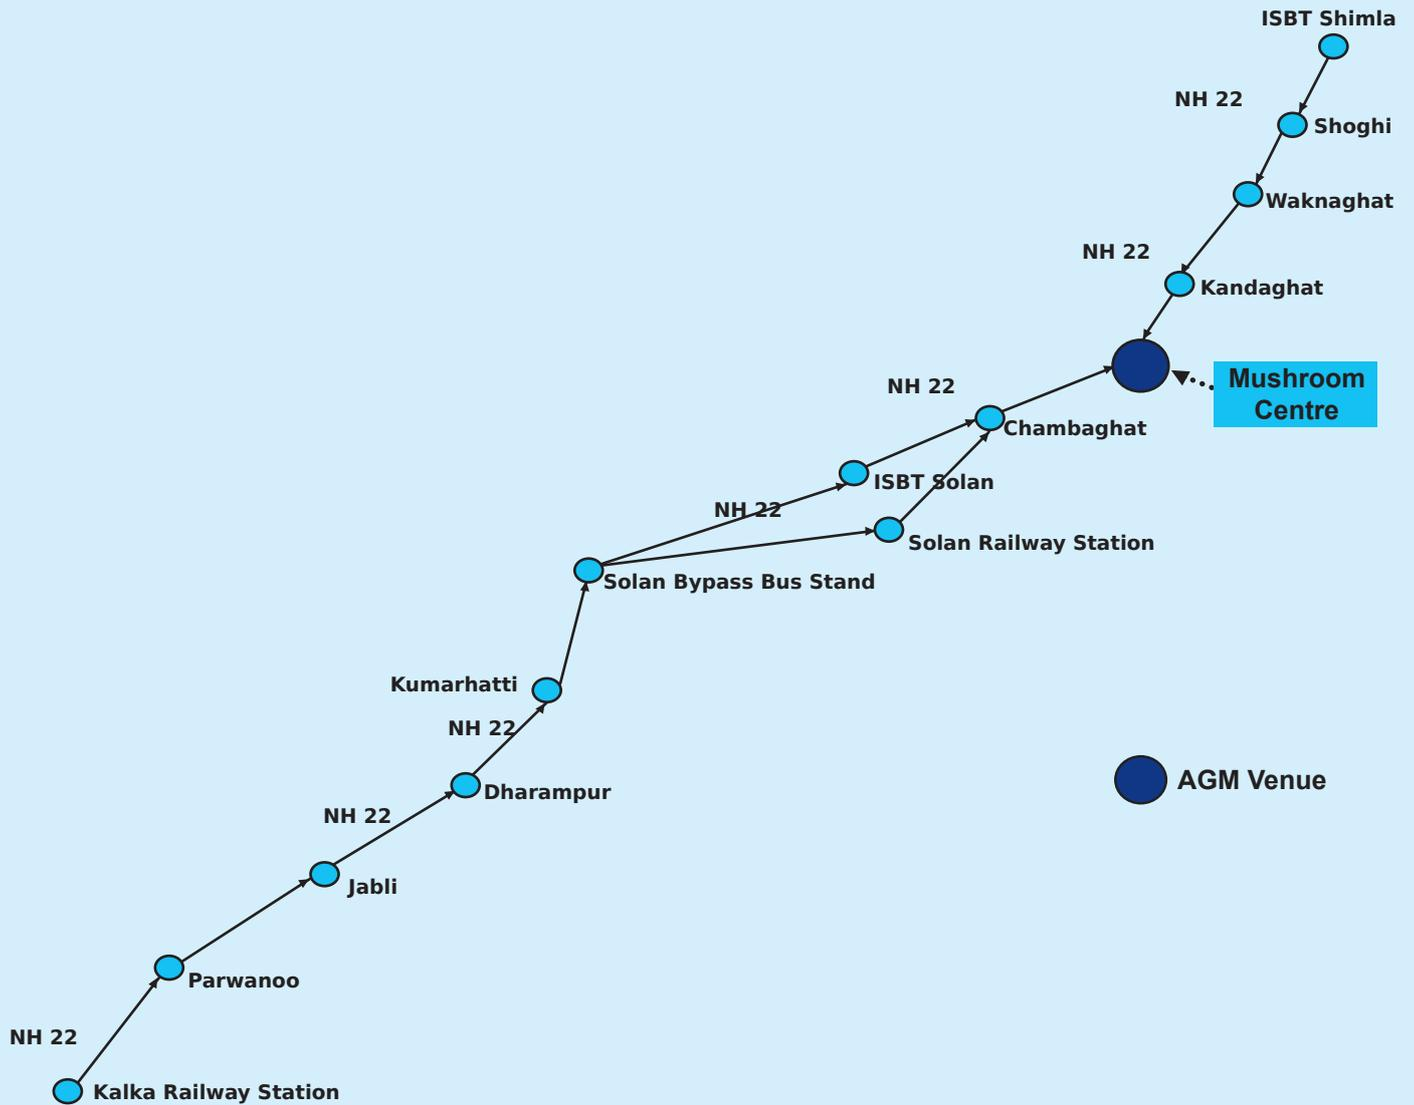 ISBT Shimla
NH 22
Shoghi
Waknaghat
NH 22
Kandaghat
Mushroom
Centre
NH 22
Chambaghat
ISBT Solan
NH 22
Solan Railway Station
Solan Bypass Bus Stand
Kumarhatti
NH 22
AGM Venue
Dharampur
NH 22
Jabli
Parwanoo
NH 22
Kalka Railway Station